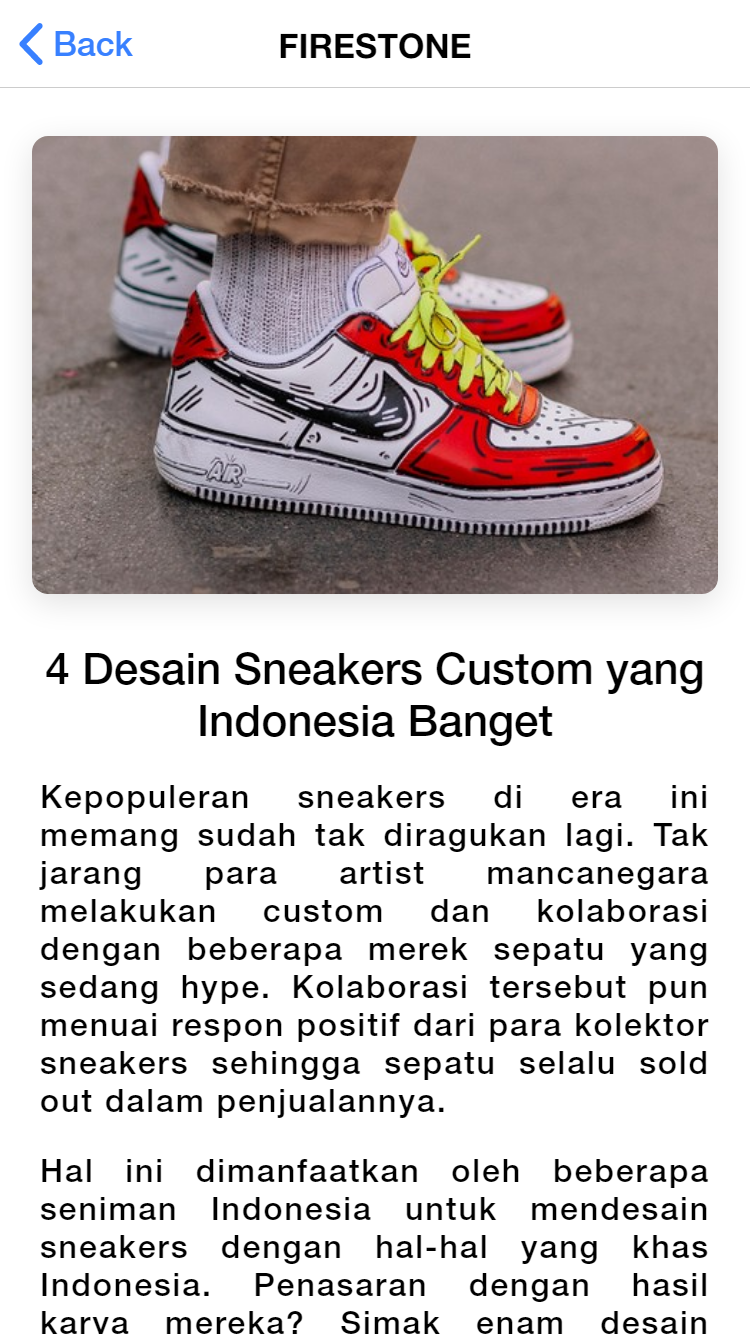 Back
FIRESTONE
AIR
4 Desain Sneakers Custom yang
Indonesia Banget
Kepopuleran sneakers di era ini
memang sudah tak diragukan lagi. Tak
jarang para artist mancanegara
melakukan custom dan kolaborasi
dengan beberapa merek sepatu yang
sedang hype. Kolaborasi tersebut pun
menuai respon positif dari para kolektor
sneakers sehingga sepatu selalu sold
out dalam penjualannya.
Hal ini dimanfaatkan oleh beberapa
seniman Indonesia untuk mendesain
sneakers dengan hal-hal yang khas
Indonesia. Penasaran dengan hasil
karya mereka? Simak enam desain